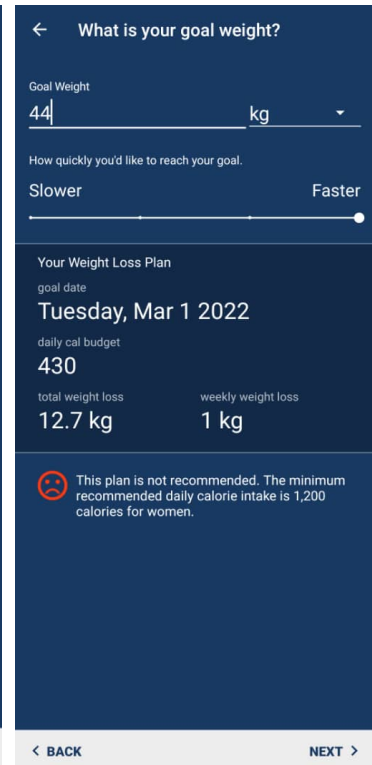 What is your goal weight?
Goal Weight
44 kg
How quickly you'd like to reach your goal.
Slower Faster
Your Weight Loss Plan
goal date
Tuesday, Mar 1 2022
daily cal budget
430
total weight loss weekly weight loss
12.7 kg 1 kg
This plan is not recommended. The minimum
recommended daily calorie intake is 1,200
calories for women.
< BACK NEXT >